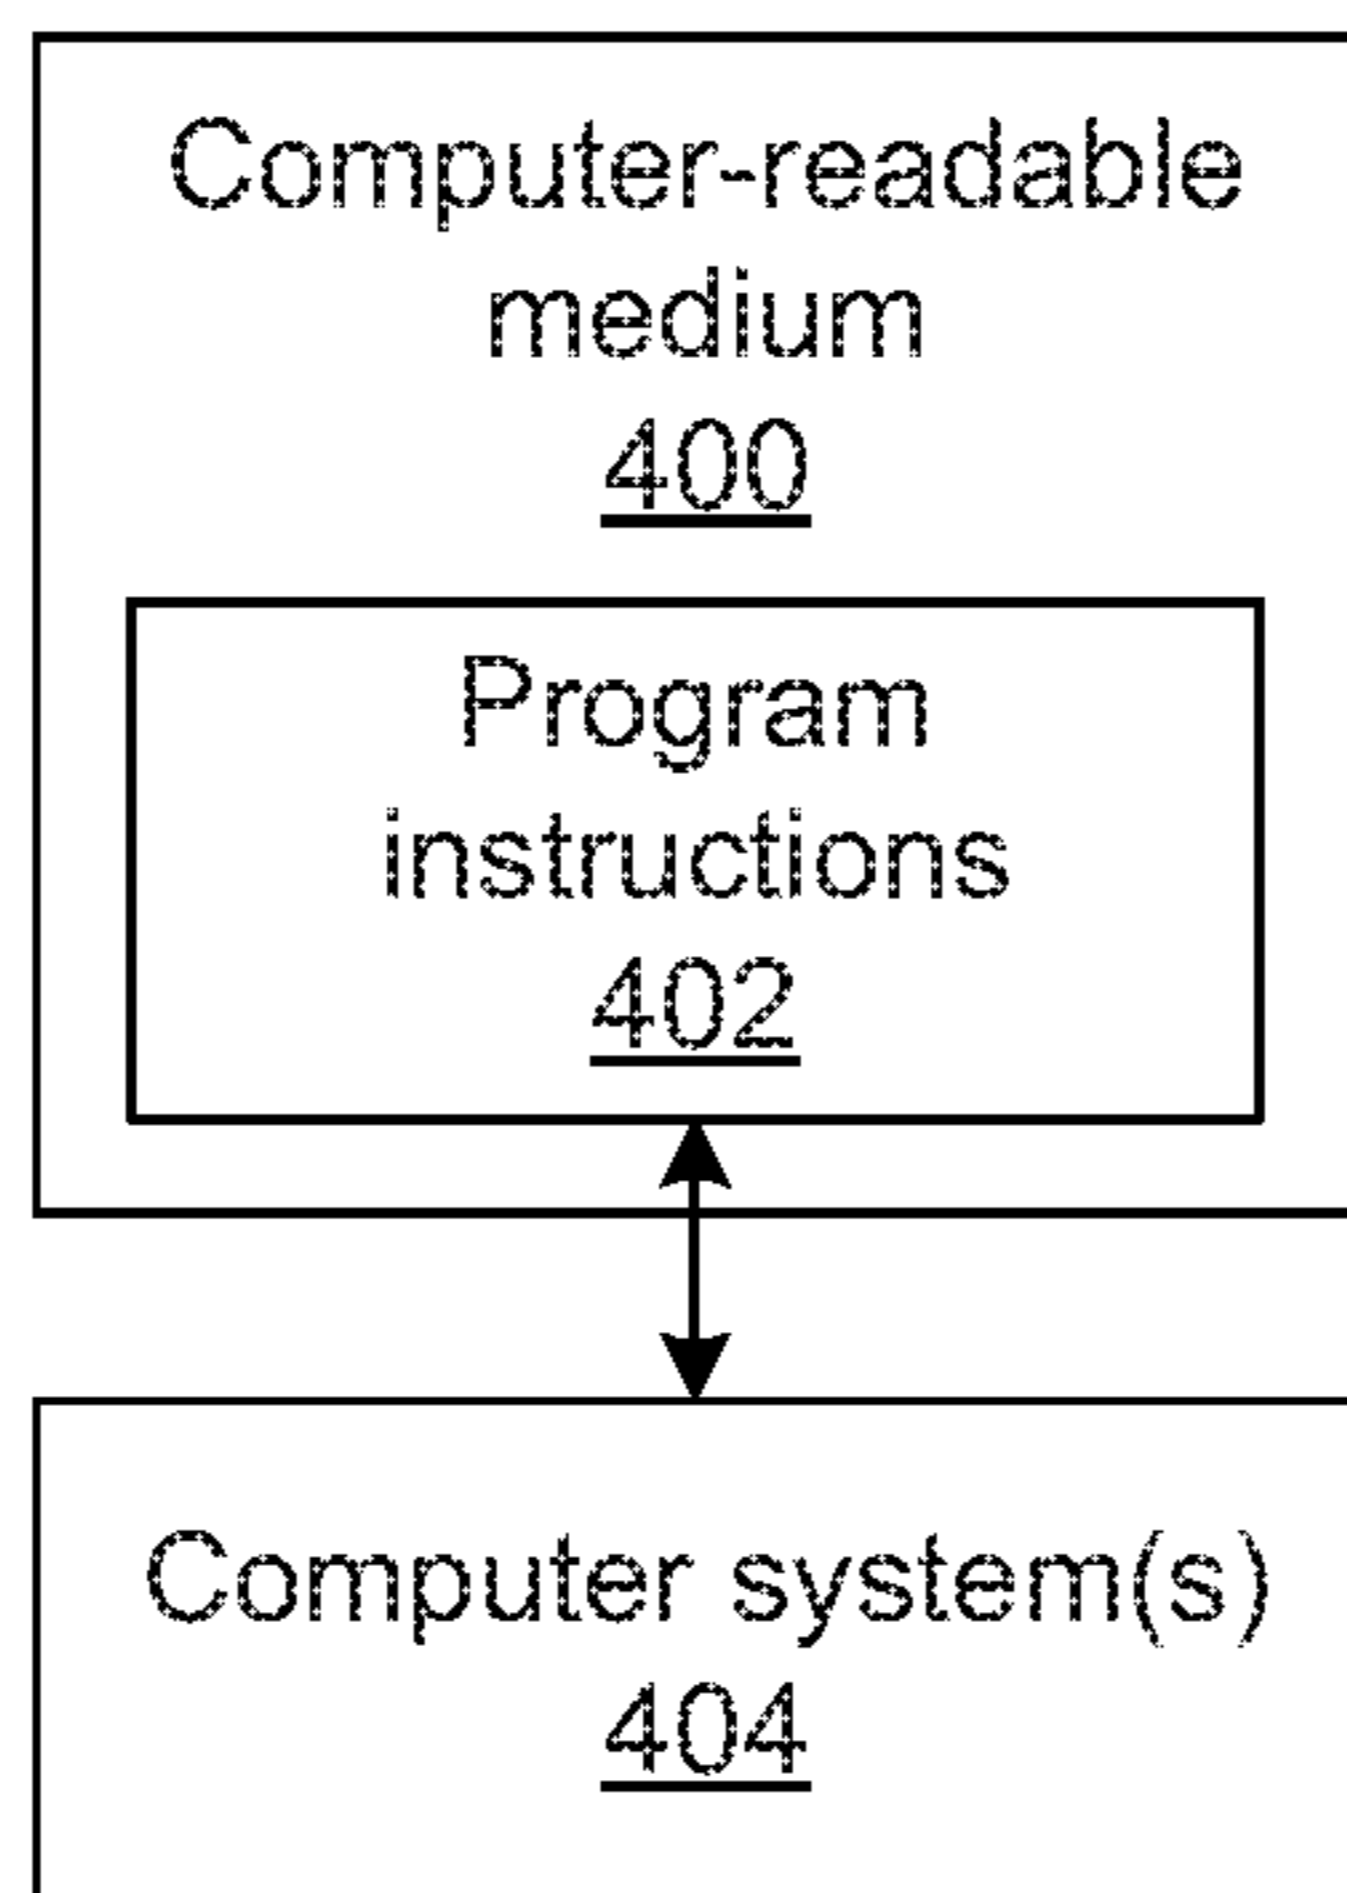 Computer-readable
medium
400
Program
instructions
402
Computer system(s)
404